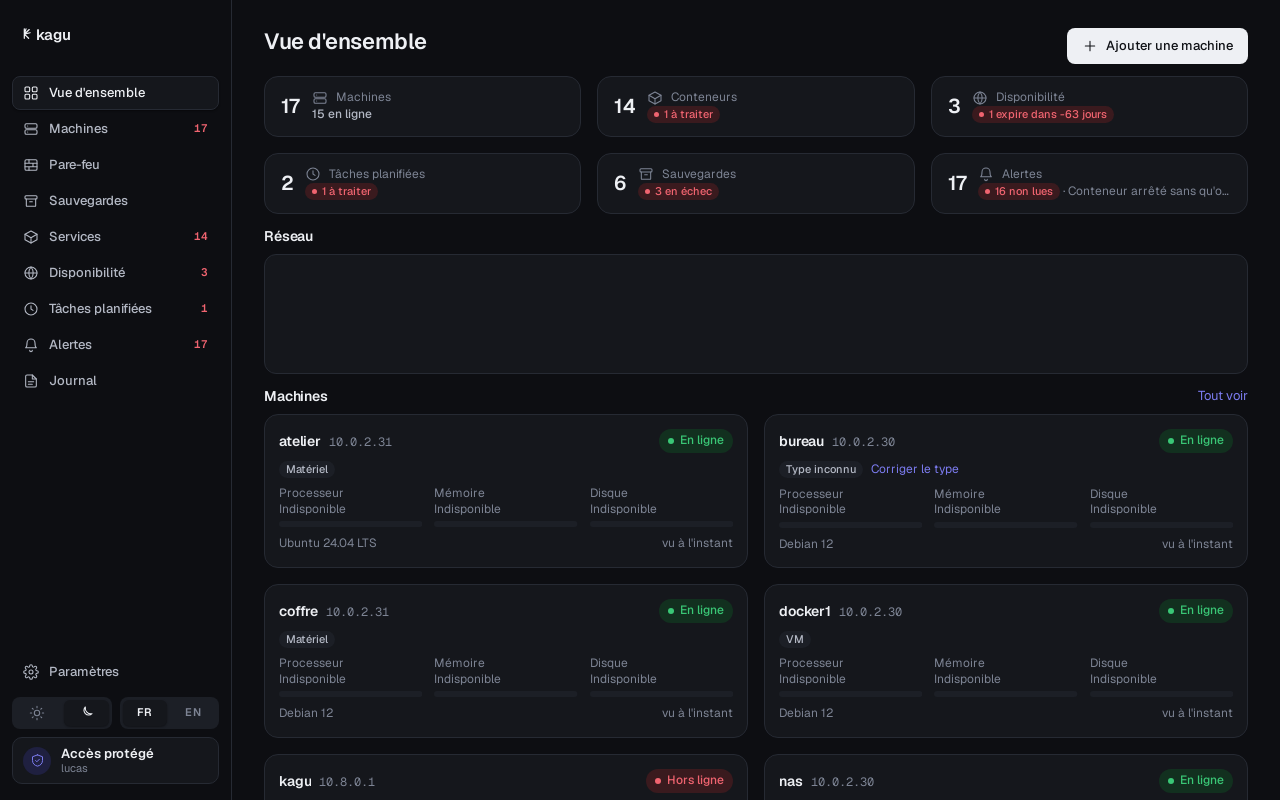 kagu
Vue d'ensemble
Machines 17
Pare-feu
Sauvegardes
Services 14
Disponibilité 3
Tâches planifiées 1
Alertes 17
Journal
Paramètres
FR EN
Accès protégé
lucas
Vue d'ensemble
Ajouter une machine
17 Machines
15 en ligne
14 Conteneurs
1 à traiter
3 Disponibilité
1 expire dans -63 jours
2 Tâches planifiées
1 à traiter
6 Sauvegardes
3 en échec
17 Alertes
16 non lues · Conteneur arrêté sans qu'o...
Réseau
Machines Tout voir
atelier 10.0.2.31 En ligne
Matériel
Processeur Mémoire Disque
Indisponible Indisponible Indisponible
Ubuntu 24.04 LTS vu à l'instant
bureau 10.0.2.30 En ligne
Type inconnu Corriger le type
Processeur Mémoire Disque
Indisponible Indisponible Indisponible
Debian 12 vu à l'instant
coffre 10.0.2.31 En ligne
Matériel
Processeur Mémoire Disque
Indisponible Indisponible Indisponible
Debian 12 vu à l'instant
docker1 10.0.2.30 En ligne
VM
Processeur Mémoire Disque
Indisponible Indisponible Indisponible
Debian 12 vu à l'instant
kagu 10.8.0.1 Hors ligne
nas 10.0.2.30 En ligne